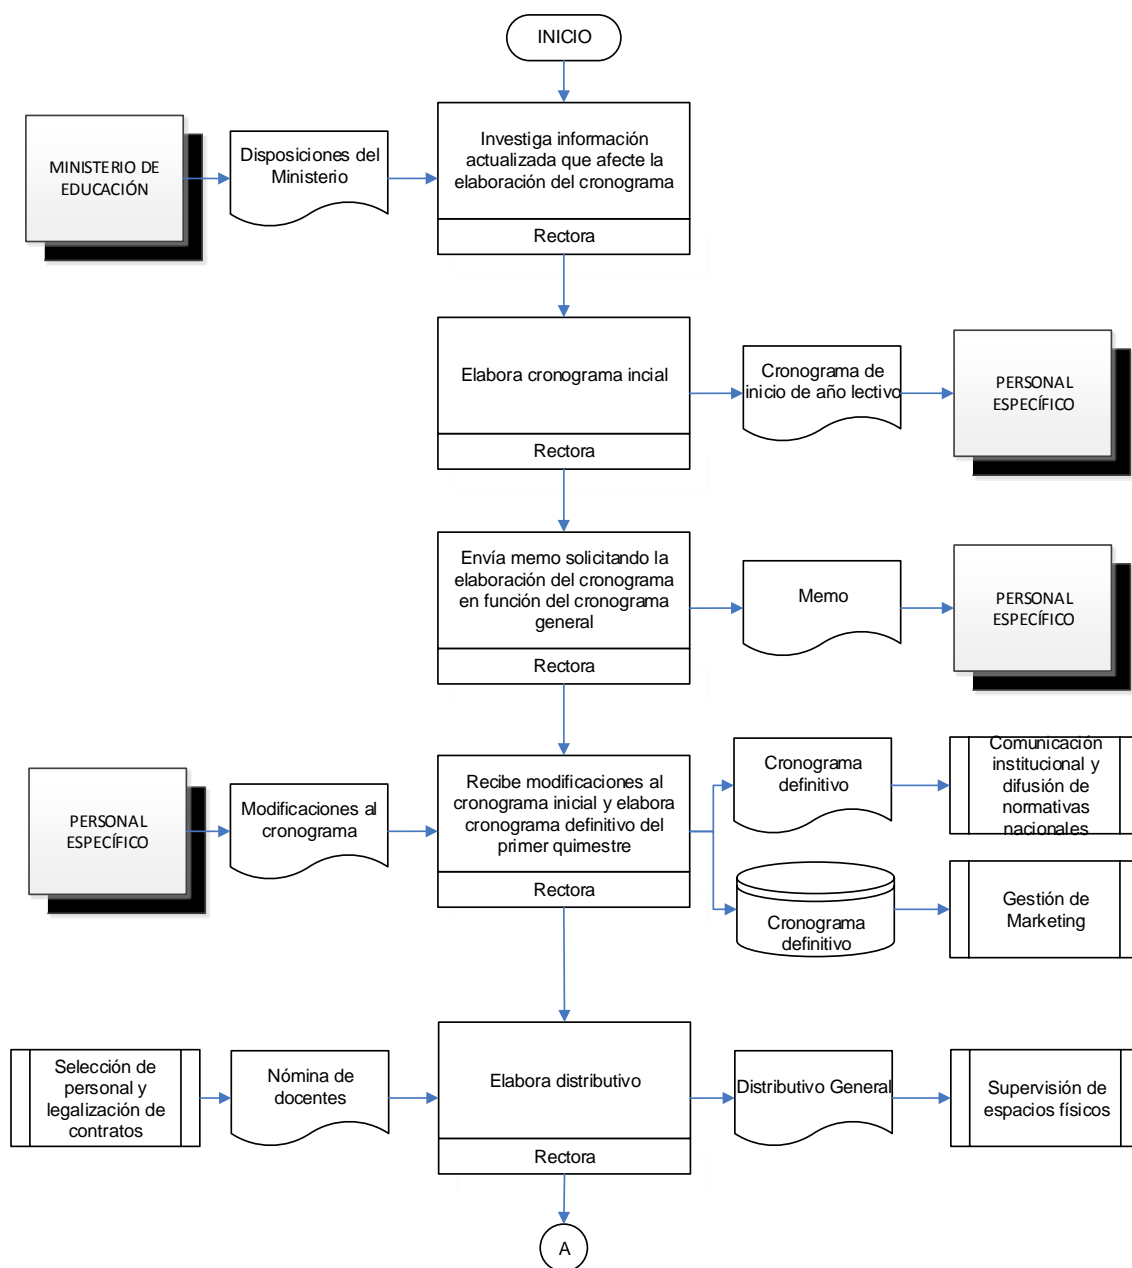 INICIO
MINISTERIO DE
EDUCACIÓN
Disposiciones del
Ministerio
Investiga información
actualizada que afecte la
elaboración del cronograma
Rectora
Elabora cronograma incial
Rectora
Cronograma de
inicio de año lectivo
PERSONAL
ESPECÍFICO
Envía memo solicitando la
elaboración del cronograma
en función del cronograma
general
Rectora
Memo
PERSONAL
ESPECÍFICO
PERSONAL
ESPECÍFICO
Modificaciones al
cronograma
Recibe modificaciones al
cronograma inicial y elabora
cronograma definitivo del
primer quimestre
Rectora
Cronograma
definitivo
Comunicación
institucional y
difusión de
normativas
nacionales
Cronograma
definitivo
Gestión de
Marketing
Selección de
personal y
legalización de
contratos
Nómina de
docentes
Elabora distributivo
Rectora
Distributivo General
Supervisión de
espacios físicos
A